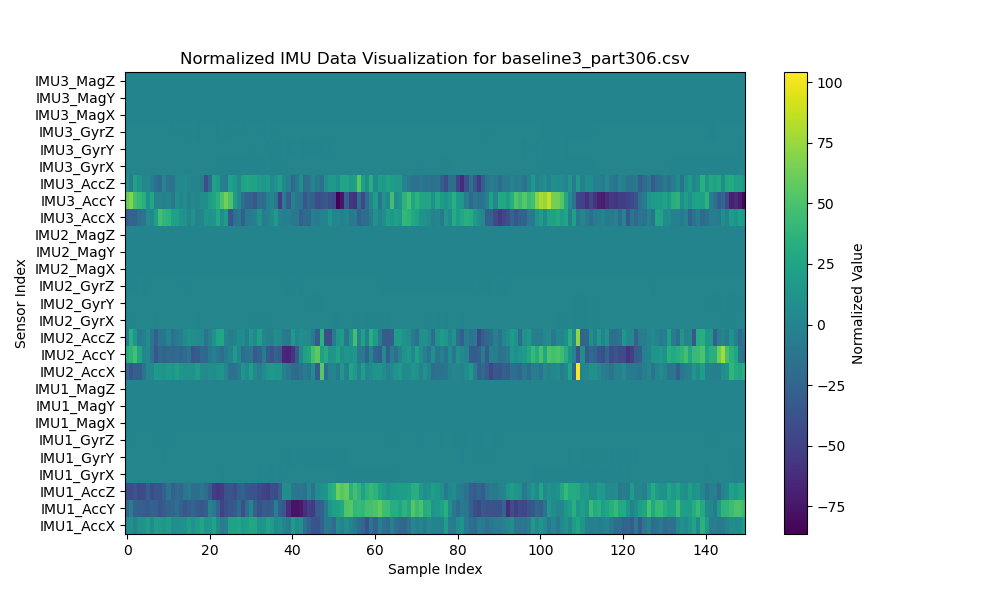 Normalized IMU Data Visualization for baseline3_part306.csv
IMU3_MagZ
IMU3_MagY
IMU3_MagX
IMU3_GyrZ
IMU3_GyrY
IMU3_GyrX
IMU3_AccZ
IMU3_AccY
IMU3_AccX
IMU2_MagZ
IMU2_MagY
IMU2_MagX
IMU2_GyrZ
IMU2_GyrY
IMU2_GyrX
IMU2_AccZ
IMU2_AccY
IMU2_AccX
IMU1_MagZ
IMU1_MagY
IMU1_MagX
IMU1_GyrZ
IMU1_GyrY
IMU1_GyrX
IMU1_AccZ
IMU1_AccY
IMU1_AccX
Sensor Index
0 20 40 60 80 100 120 140
Sample Index
100
75
50
25
0
−25
−50
−75
Normalized Value